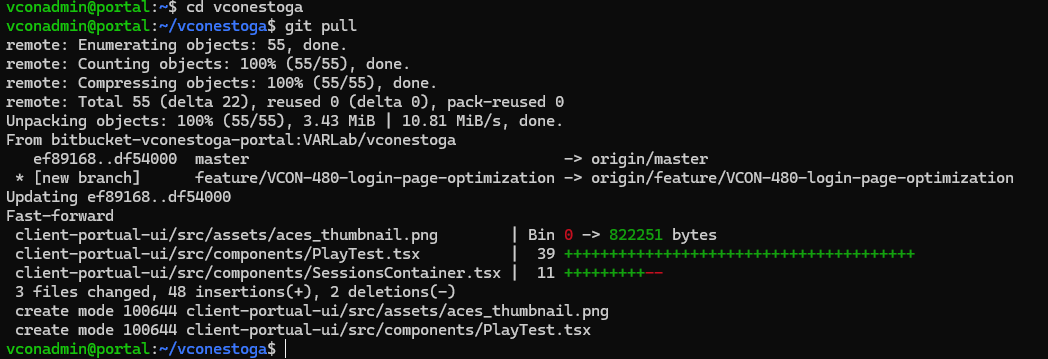 vconadmin@portal:~$ cd vconestoga
vconadmin@portal:~/vconestoga$ git pull
remote: Enumerating objects: 55, done.
remote: Counting objects: 100% (55/55), done.
remote: Compressing objects: 100% (55/55), done.
remote: Total 55 (delta 22), reused 0 (delta 0), pack-reused 0
Unpacking objects: 100% (55/55), 3.43 MiB | 10.81 MiB/s, done.
From bitbucket-vconestoga-portal:VARLab/vconestoga
   ef89168..df54000  master                                      -> origin/master
 * [new branch]      feature/VCON-480-login-page-optimization -> origin/feature/VCON-480-login-page-optimization
Updating ef89168..df54000
Fast-forward
 client-portual-ui/src/assets/aces_thumbnail.png        | Bin 0 -> 822251 bytes
 client-portual-ui/src/components/PlayTest.tsx          |  39 +++++++++++++++++++++++++++++++++++++++
 client-portual-ui/src/components/SessionsContainer.tsx |  11 +++++++++--
 3 files changed, 48 insertions(+), 2 deletions(-)
 create mode 100644 client-portual-ui/src/assets/aces_thumbnail.png
 create mode 100644 client-portual-ui/src/components/PlayTest.tsx
vconadmin@portal:~/vconestoga$